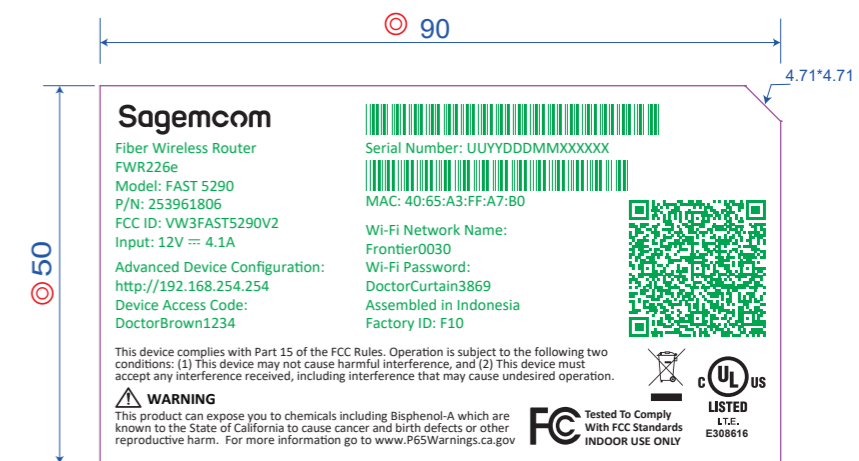 90
4.71*4.71
50
Sagemcom
Fiber Wireless Router
FWR226e
Model: FAST 5290
P/N: 253961806
FCC ID: VW3FAST5290V2
Input: 12V ⎓ 4.1A
Advanced Device Configuration:
http://192.168.254.254
Device Access Code:
DoctorBrown1234
Serial Number: UUYYDDDMMXXXXXX
MAC: 40:65:A3:FF:A7:B0
Wi-Fi Network Name:
Frontier0030
Wi-Fi Password:
DoctorCurtain3869
Assembled in Indonesia
Factory ID: F10
This device complies with Part 15 of the FCC Rules. Operation is subject to the following two
conditions: (1) This device may not cause harmful interference, and (2) This device must
accept any interference received, including interference that may cause undesired operation.
WARNING
This product can expose you to chemicals including Bisphenol-A which are
known to the State of California to cause cancer and birth defects or other
reproductive harm.  For more information go to www.P65Warnings.ca.gov
FC
Tested To Comply
With FCC Standards
INDOOR USE ONLY
C UL US
LISTED
I.T.E.
E308616